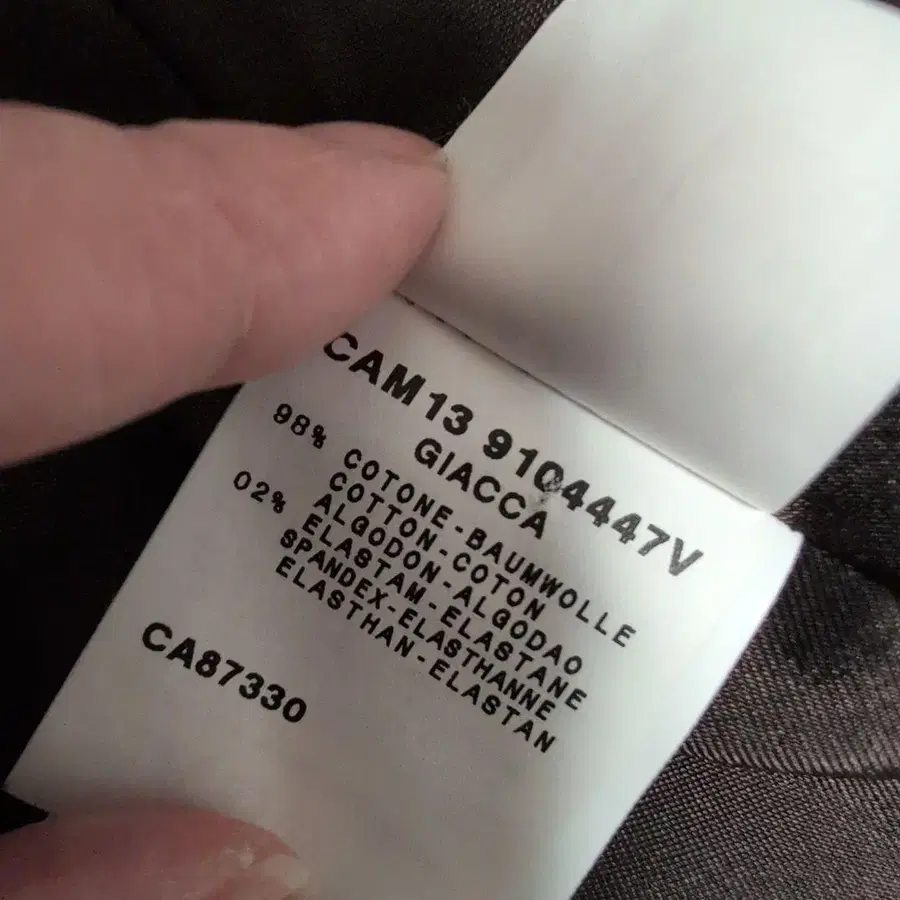 CAM13 9104447V
GIACCA
98% COTONE-BAUMWOLLE
COTTON-COTON
ALGODON-ALGODAO
02% ELASTAM-ELASTANE
SPANDEX-ELASTHANNE
ELASTHAN-ELASTAN
CA87330